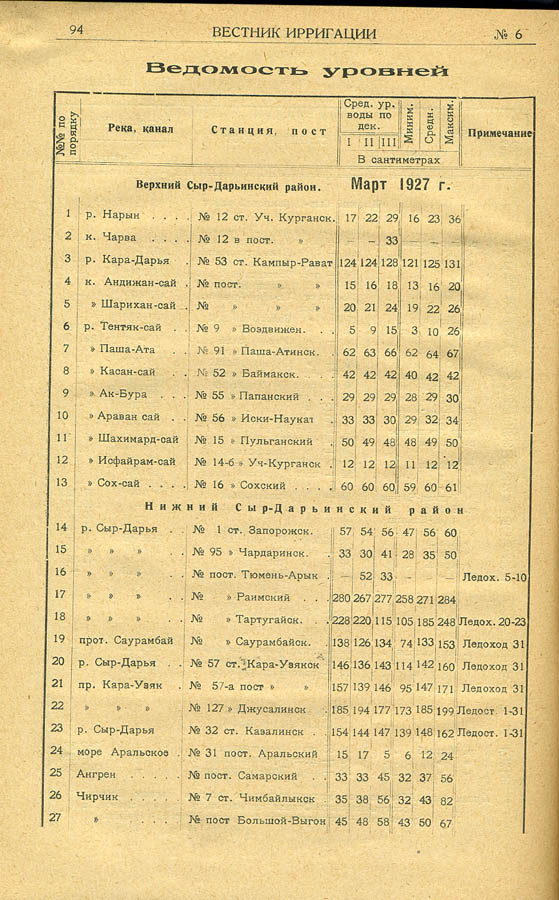 94 ВЕСТНИК ИРРИГАЦИИ № 6
Ведомость уровней
№№ по порядку Река, канал Станция, пост Сред. ур. воды по дек. I II III Миним. Средн. Максим. Примечание
В сантиметрах
Верхний Сыр-Дарьинский район. Март 1927 г.
1 р. Нарын . . . . № 12 ст. Уч. Курганск. 17 22 29 16 23 36
2 к. Чарва . . . . № 12 в пост. » — — 33
3 р. Кара-Дарья . № 53 ст. Кампыр-Рават 124 124 128 121 125 131
4 к. Андижан-сай . № пост. » » 15 16 18 13 16 20
5 » Шарихан-сай . № » » » 20 21 24 19 22 26
6 р. Тентяк-сай . . № 9 » Воздвижен. . . 5 9 15 3 10 26
7 » Паша-Ата . . № 91 » Паша-Атинск. . 62 63 66 62 64 67
8 » Касан-сай . . № 52 » Баймакск. . . 42 42 42 40 42 42
9 » Ак-Бура . . . № 55 » Папанский . . 29 29 29 28 29 30
10 » Араван сай . . № 56 » Иски-Наукат . 33 33 30 29 32 34
11 » Шахимард-сай № 15 » Пульганский . 50 49 48 48 49 50
12 » Исфайрам-сай № 14-б » Уч-Курганск . 12 12 12 11 12 12
13 » Сох-сай . . . . № 16 » Сохский . . . . 60 60 60 59 60 61
Нижний Сыр-Дарьинский район
14 р. Сыр-Дарья . . № 1 ст. Запорожск. . 57 54 56 47 56 60
15 » » » . . № 95 » Чардаринск. . 33 30 41 28 35 50
16 » » » . . № пост. Тюмень-Арык . — 52 33 — Ледох. 5-10
17 » » » . . № » Раимский . . . 280 267 277 258 271 284
18 » » » . . № » Тартугайск. . . 228 220 115 105 185 248 Ледох. 20-23
19 прот. Саурамбай № » Саурамбайск. . 138 126 134 74 133 153 Ледоход 31
20 р. Сыр-Дарья . . № 57 ст. Кара-Увякск 146 136 143 114 142 160 Ледоход 31
21 пр. Кара-Узяк . № 57-а пост » » 157 139 146 95 147 171 Ледоход 31
22 » » » . . № 127 » Джусалинск . 185 194 177 173 185 199 Ледост. 1-31
23 р. Сыр-Дарья № 32 ст. Кавалинск . . 154 144 147 139 148 162 Ледост. 1-31
24 море Аральское . № 31 пост. Аральский 15 17 5 6 12 24
25 Ангрен . . . . . № пост. Самарский . . 33 33 45 32 37 56
26 Чирчик . . . . . № 7 ст. Чимбайлыкск . 35 38 56 32 43 82
27 » . . . . № пост Большой-Выгон 45 48 58 43 50 67